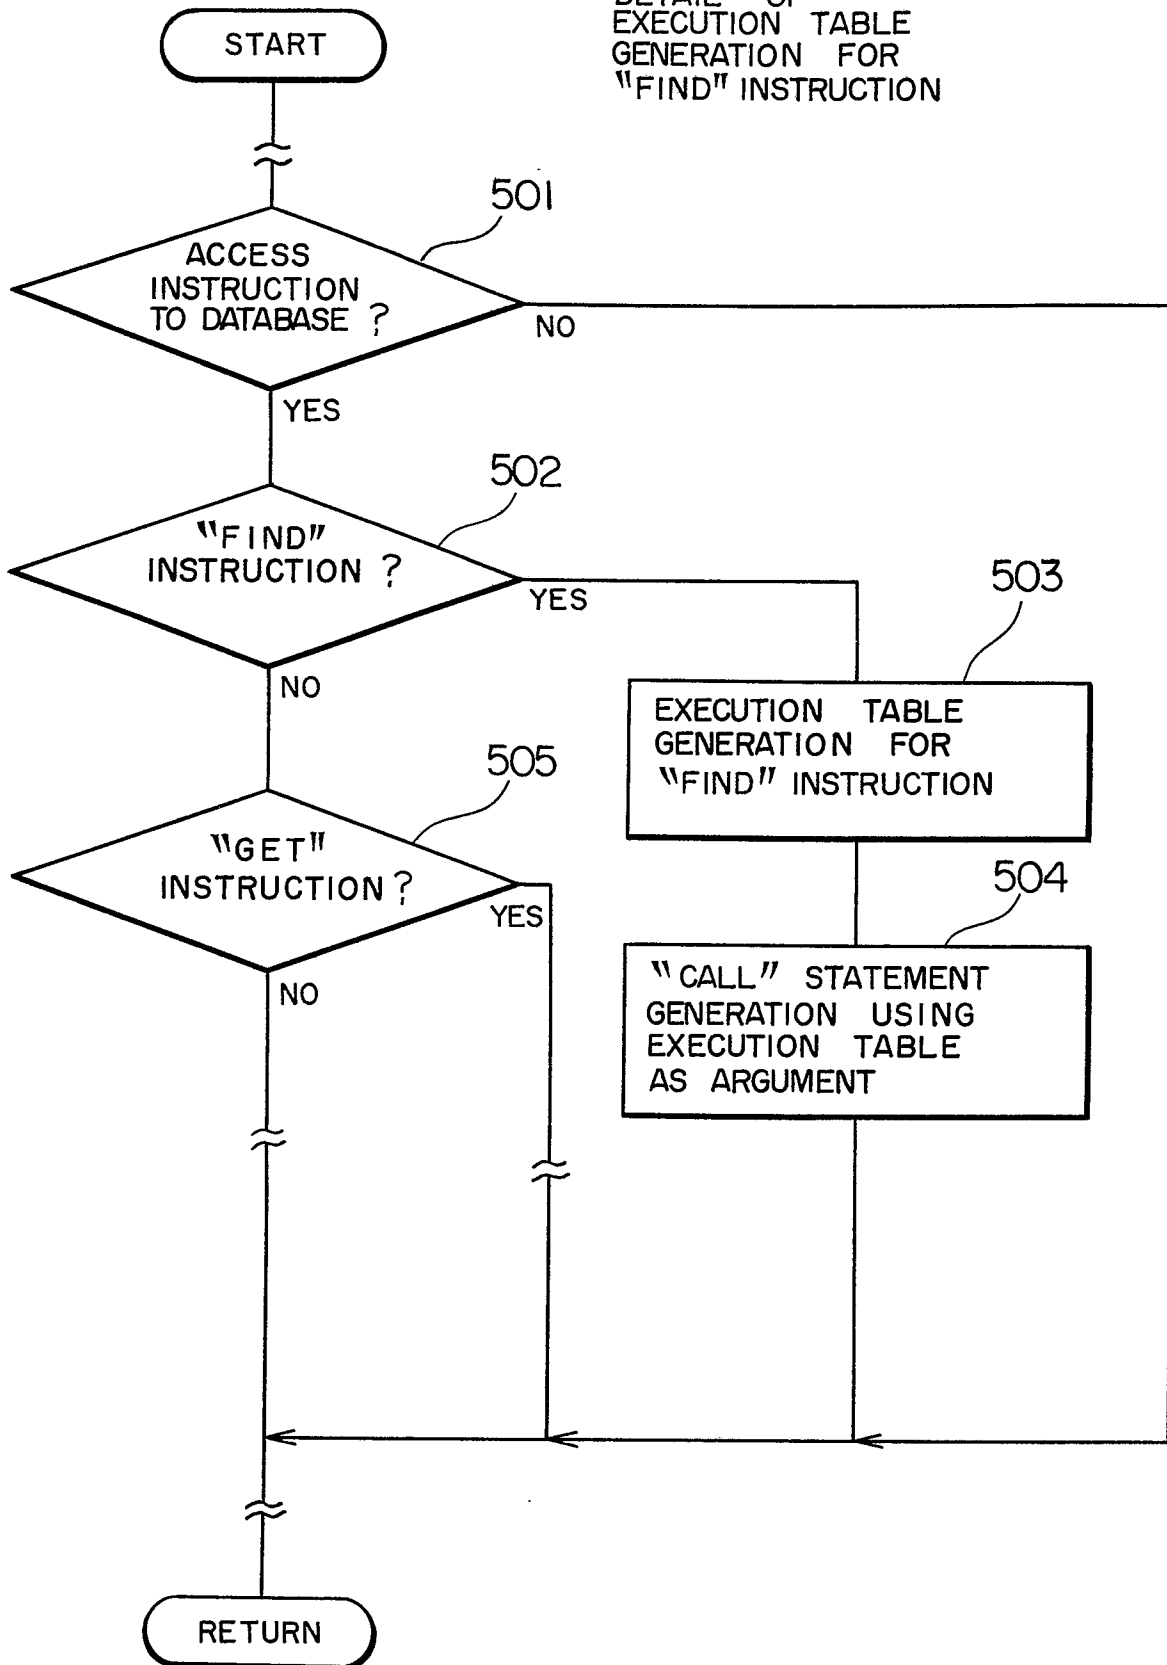 DETAIL OF
EXECUTION TABLE
GENERATION FOR
"FIND" INSTRUCTION
START
501
ACCESS
INSTRUCTION
TO DATABASE ?
NO
YES
502
"FIND"
INSTRUCTION ?
YES
NO
503
EXECUTION TABLE
GENERATION FOR
"FIND" INSTRUCTION
505
"GET"
INSTRUCTION ?
YES
NO
504
"CALL" STATEMENT
GENERATION USING
EXECUTION TABLE
AS ARGUMENT
RETURN